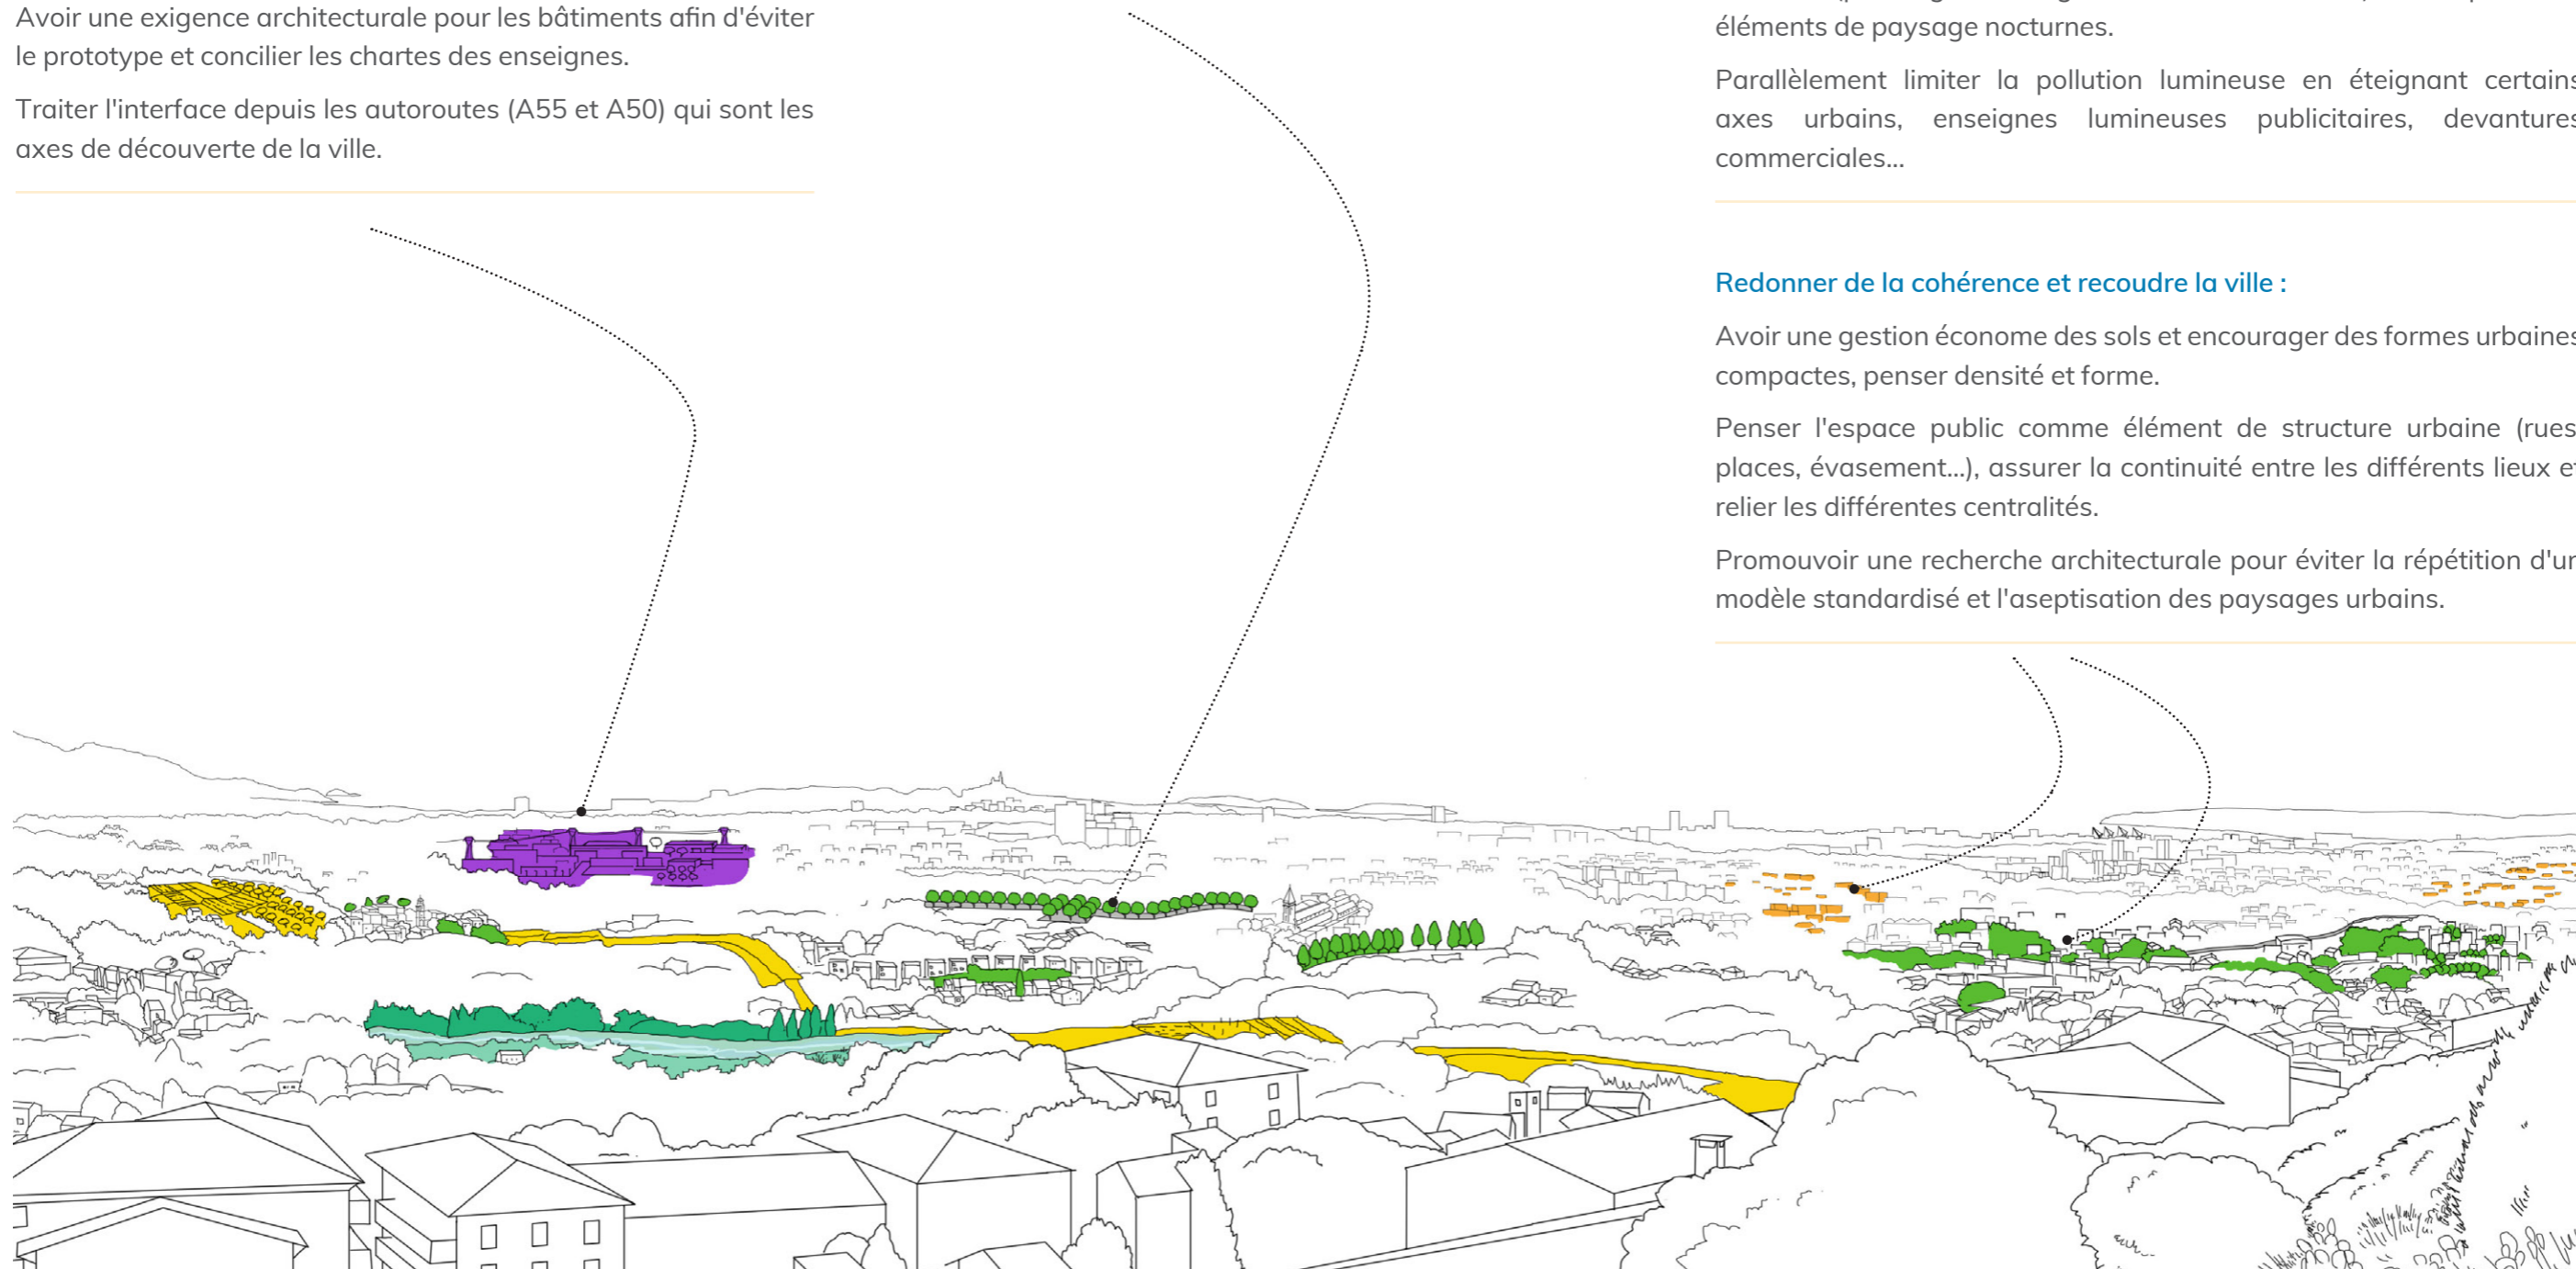 Avoir une exigence architecturale pour les bâtiments afin d'éviter
le prototype et concilier les chartes des enseignes.
Traiter l'interface depuis les autoroutes (A55 et A50) qui sont les
axes de découverte de la ville.
éléments de paysage nocturnes.
Parallèlement limiter la pollution lumineuse en éteignant certains
axes urbains, enseignes lumineuses publicitaires, devantures
commerciales...
Redonner de la cohérence et recoudre la ville :
Avoir une gestion économe des sols et encourager des formes urbaines
compactes, penser densité et forme.
Penser l'espace public comme élément de structure urbaine (rues
places, évasement...), assurer la continuité entre les différents lieux et
relier les différentes centralités.
Promouvoir une recherche architecturale pour éviter la répétition d'un
modèle standardisé et l'aseptisation des paysages urbains.